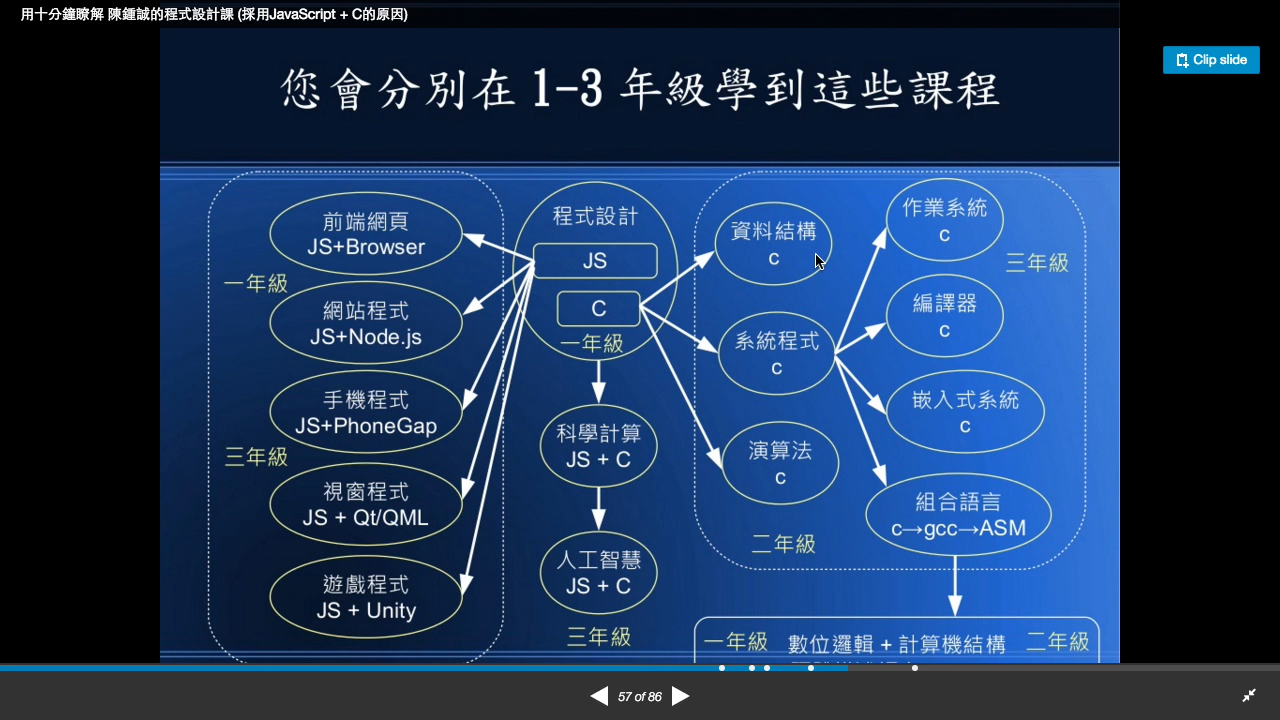 用十分鐘瞭解 陳鍾誠的程式設計課 (採用JavaScript + C的原因)
Clip slide
您會分別在 1-3 年級學到這些課程
前端網頁
JS+Browser
一年級
網站程式
JS+Node.js
手機程式
JS+PhoneGap
三年級
視窗程式
JS + Qt/QML
遊戲程式
JS + Unity
程式設計
JS
C
一年級
科學計算
JS + C
人工智慧
JS + C
三年級
資料結構
c
系統程式
c
演算法
c
二年級
作業系統
c
三年級
編譯器
c
嵌入式系統
c
組合語言
c→gcc→ASM
一年級 數位邏輯 + 計算機結構 二年級
57 of 86